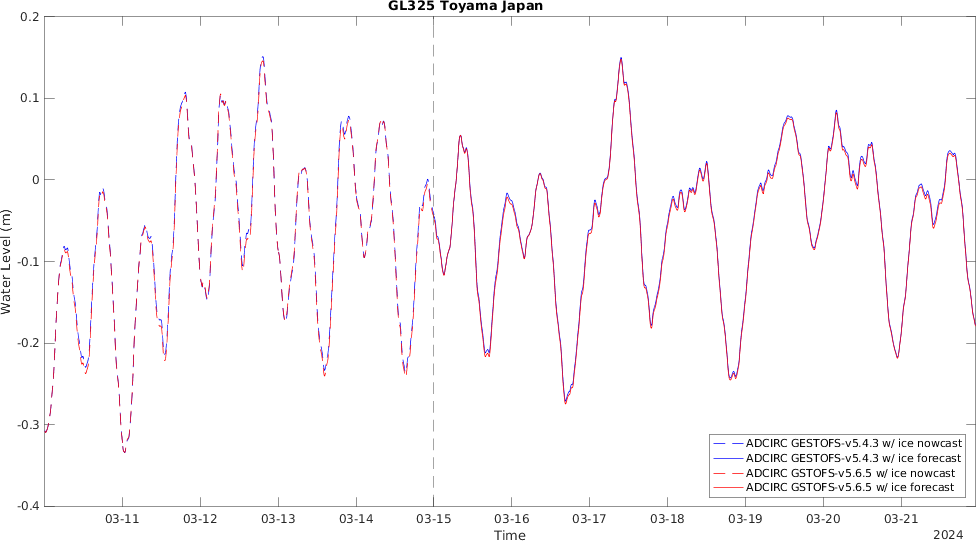 GL325 Toyama Japan
0.2
0.1
0
-0.1
-0.2
-0.3
-0.4
Water Level (m)
ADCIRC GESTOFS-v5.4.3 w/ ice nowcast
ADCIRC GESTOFS-v5.4.3 w/ ice forecast
ADCIRC GSTOFS-v5.6.5 w/ ice nowcast
ADCIRC GSTOFS-v5.6.5 w/ ice forecast
03-11 03-12 03-13 03-14 03-15 03-16 03-17 03-18 03-19 03-20 03-21
Time
2024